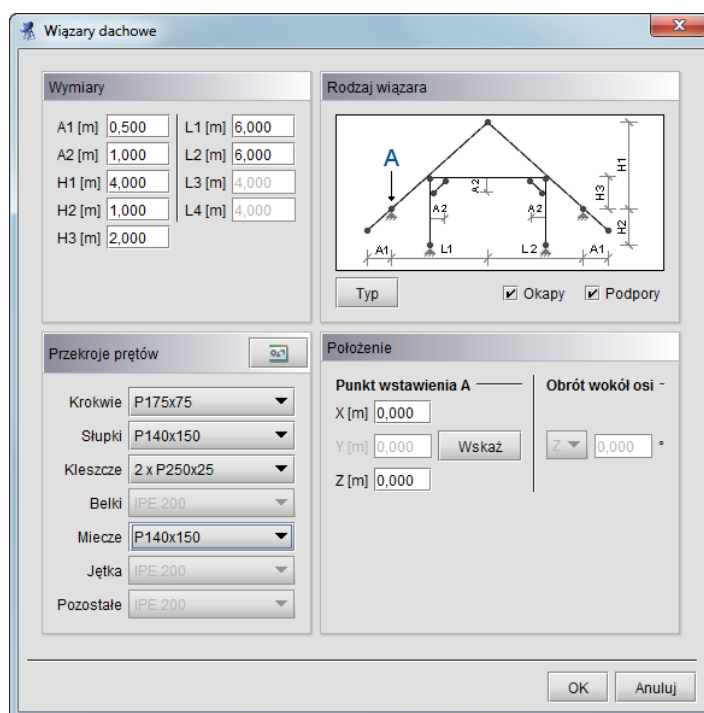 Wiązary dachowe
Wymiary
A1 [m] 0,500 L1 [m] 6,000
A2 [m] 1,000 L2 [m] 6,000
H1 [m] 4,000 L3 [m] 4,000
H2 [m] 1,000 L4 [m] 4,000
H3 [m] 2,000
Rodzaj wiązara
A
H1
H3
H2
A2
A2
A2
A1
L1
L2
A1
Typ Okapy Podpory
Przekroje prętów
Krokwie P175x75
Słupki P140x150
Kleszcze 2 x P250x25
Belki IPE 200
Miecze P140x150
Jętka IPE 200
Pozostałe IPE 200
Położenie
Punkt wstawienia A Obrót wokół osi
X [m] 0,000
Y [m] 0,000 Wskaż Z 0,000 °
Z [m] 0,000
OK Anuluj